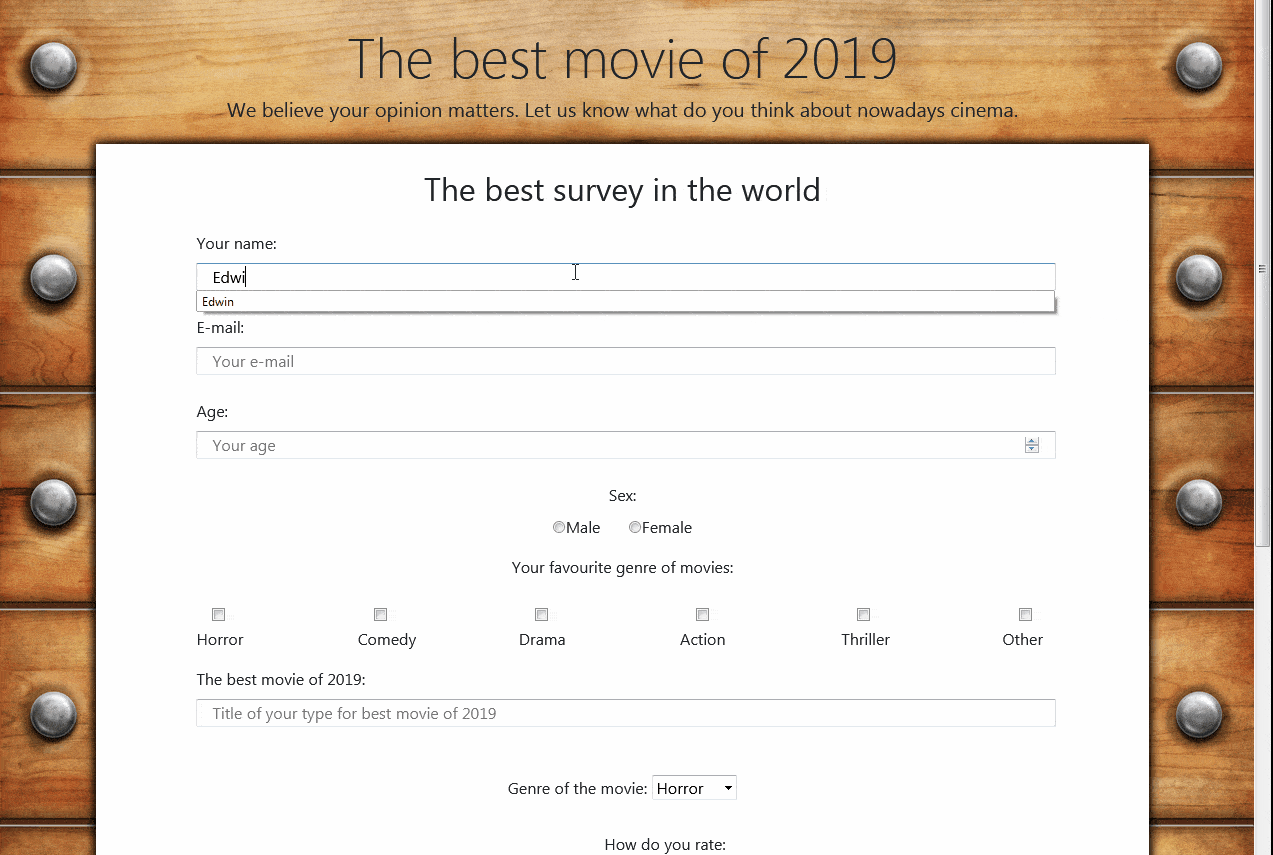 The best movie of 2019
We believe your opinion matters. Let us know what do you think about nowadays cinema.
The best survey in the world
Your name:
Edwi
Edwin
E-mail:
Your e-mail
Age:
Your age
Sex:
Male Female
Your favourite genre of movies:
Horror Comedy Drama Action Thriller Other
The best movie of 2019:
Title of your type for best movie of 2019
Genre of the movie: Horror
How do you rate: